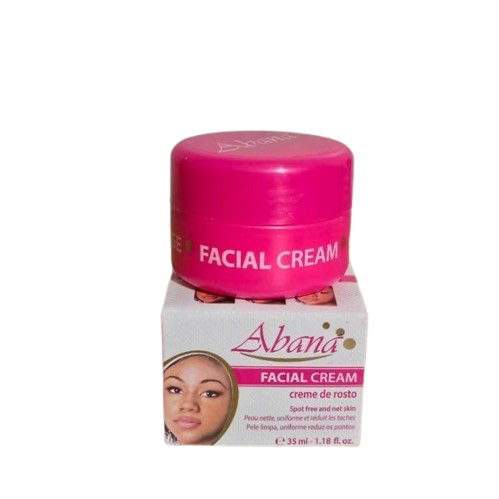 Abana
GE
FACIAL CREAM
Abana
FACIAL CREAM
creme de rosto
Spot free and net skin
Peau nette, uniforme et réduit les taches
Pele limpa, uniforme reduz os pontos
℮ 35 ml - 1.18 fl. oz.